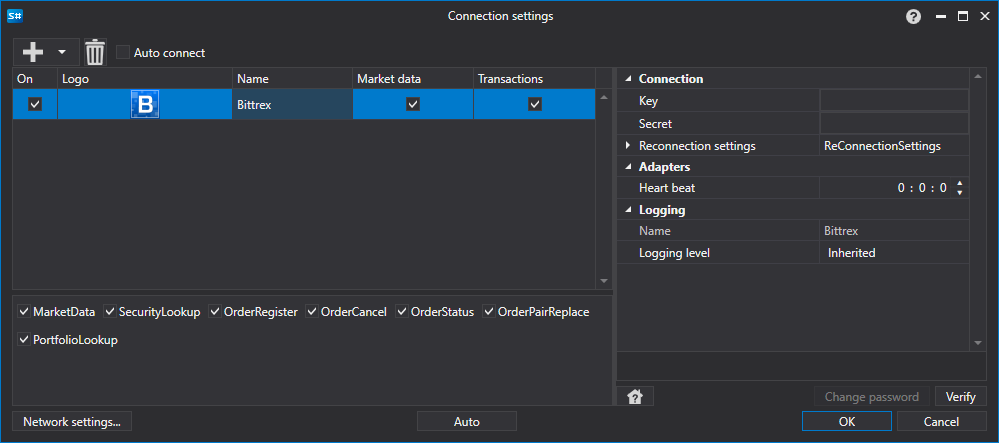 S# Connection settings ?
Auto connect
On Logo Name Market data Transactions
B Bittrex
Connection
Key
Secret
Reconnection settings ReConnectionSettings
Adapters
Heart beat 0 : 0 : 0
Logging
Name Bittrex
Logging level Inherited
MarketData SecurityLookup OrderRegister OrderCancel OrderStatus OrderPairReplace
PortfolioLookup
? Change password Verify
Network settings... Auto OK Cancel